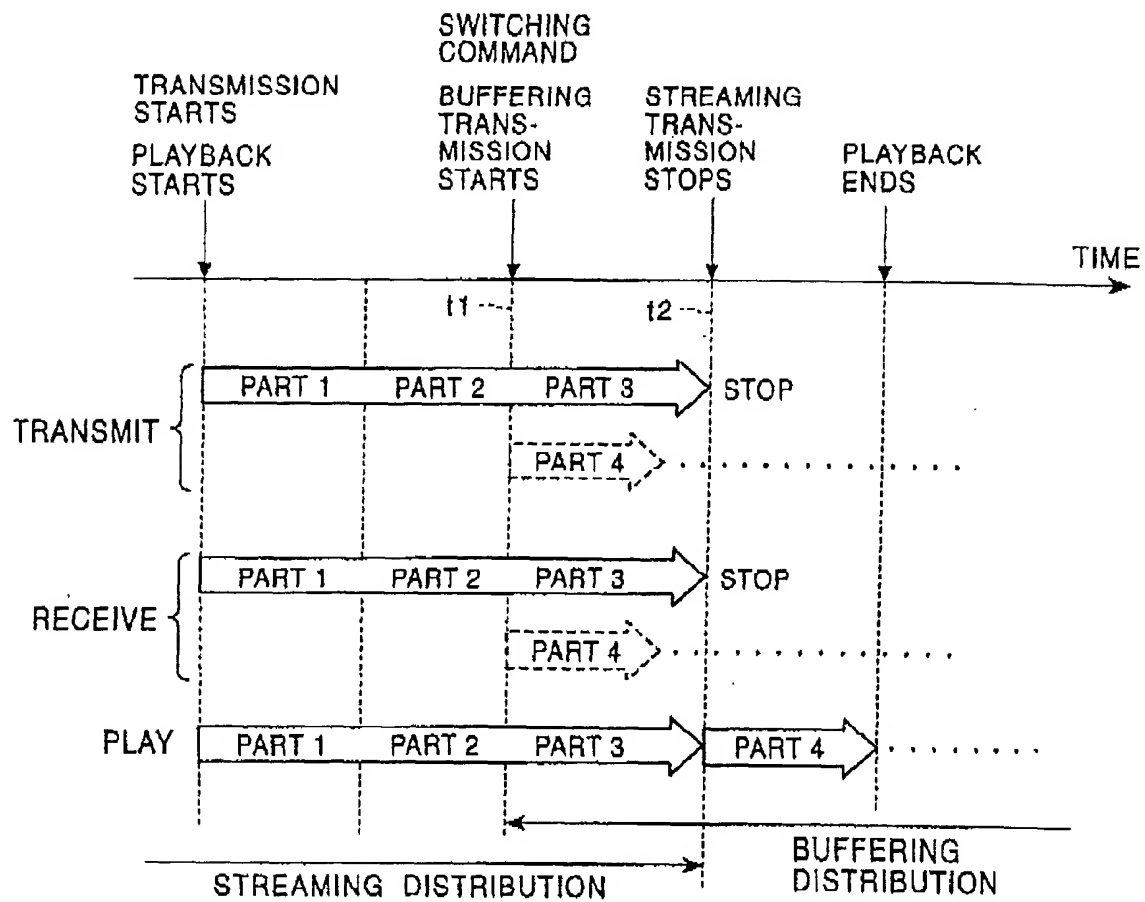 SWITCHING
COMMAND
TRANSMISSION
STARTS
BUFFERING
TRANS-
MISSION
STARTS
STREAMING
TRANS-
MISSION
STOPS
PLAYBACK
STARTS
PLAYBACK
ENDS
TIME
t1
t2
PART 1 PART 2 PART 3 STOP
TRANSMIT
PART 4
PART 1 PART 2 PART 3 STOP
RECEIVE
PART 4
PLAY PART 1 PART 2 PART 3 PART 4
BUFFERING
DISTRIBUTION
STREAMING DISTRIBUTION